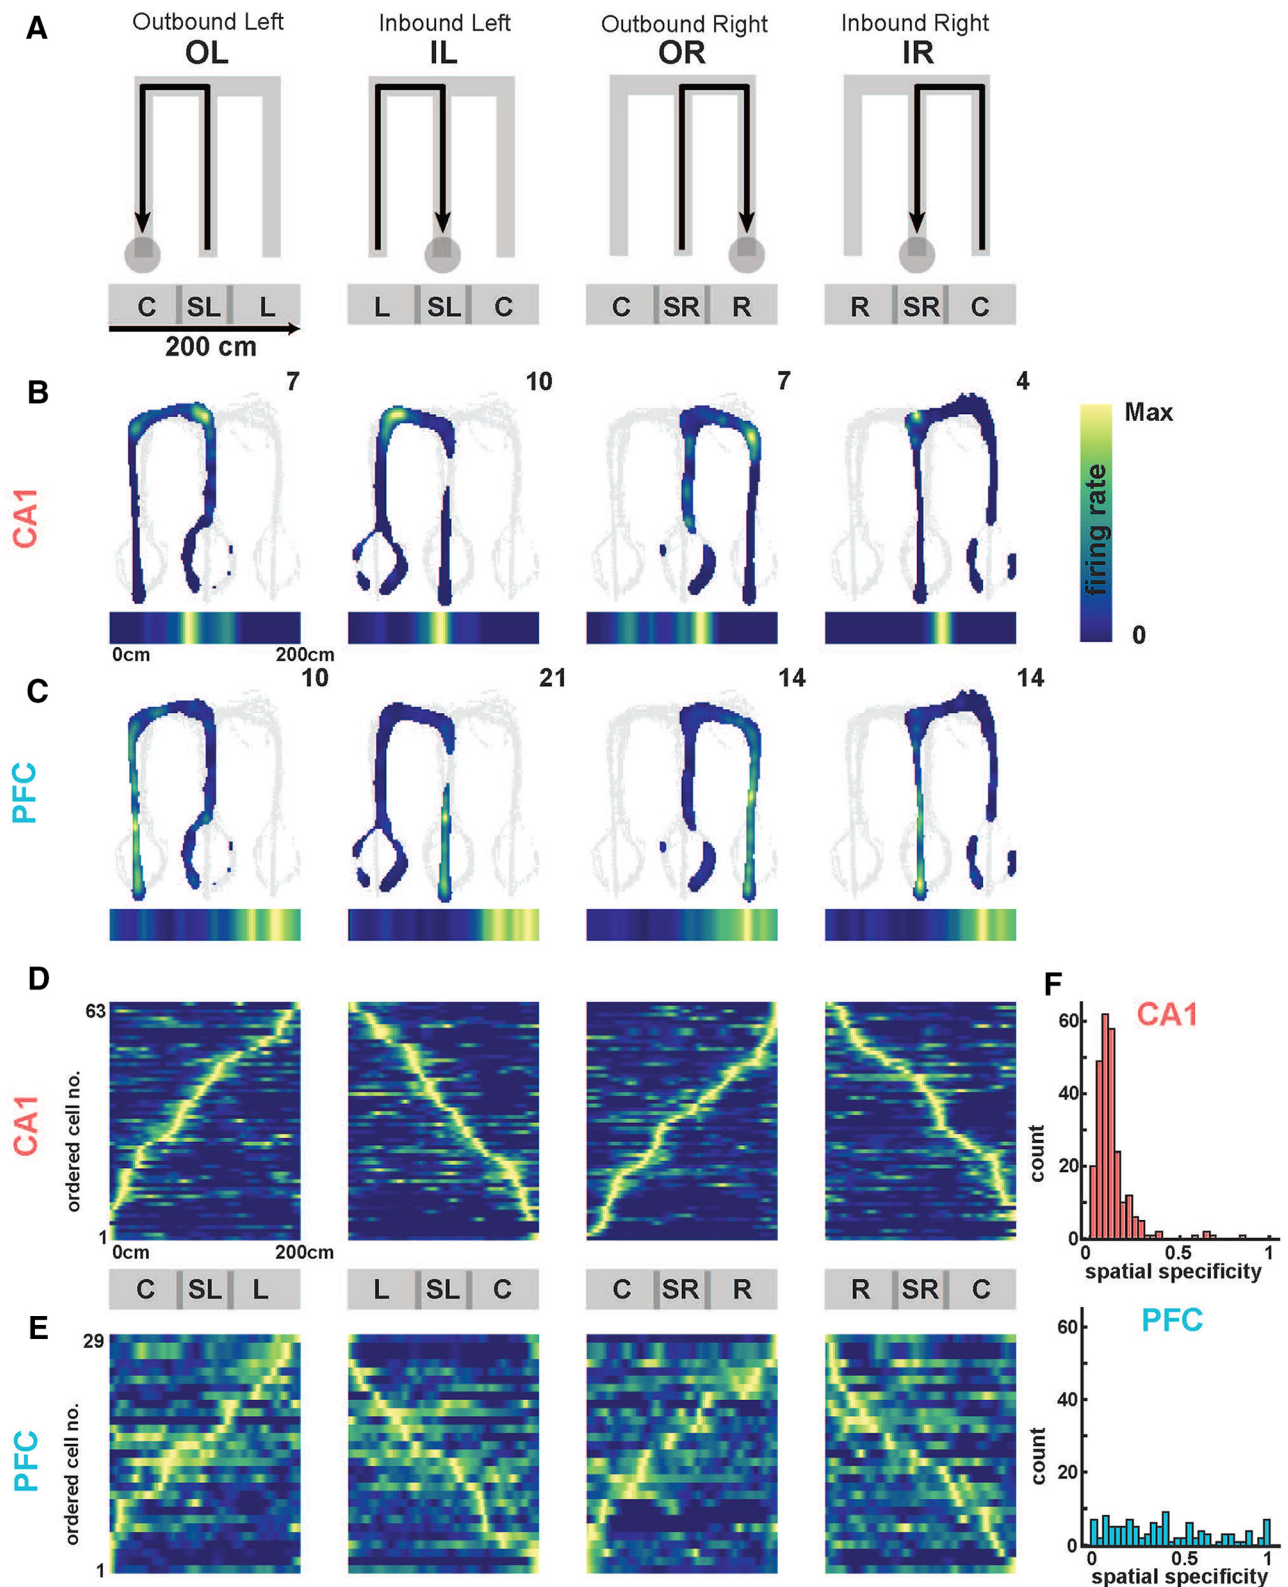 A
Outbound Left
OL
Inbound Left
IL
Outbound Right
OR
Inbound Right
IR
C SL L
L SL C
C SR R
R SR C
200 cm
B
7
10
7
4
CA1
0cm 200cm
Max
firing rate
0
C
10
21
14
14
PFC
D
CA1
ordered cell no.
63
1
0cm 200cm
C SL L
L SL C
C SR R
R SR C
E
PFC
ordered cell no.
29
1
F
CA1
count
60
40
20
0
0 0.5 1
spatial specificity
PFC
count
60
40
20
0
0 0.5 1
spatial specificity